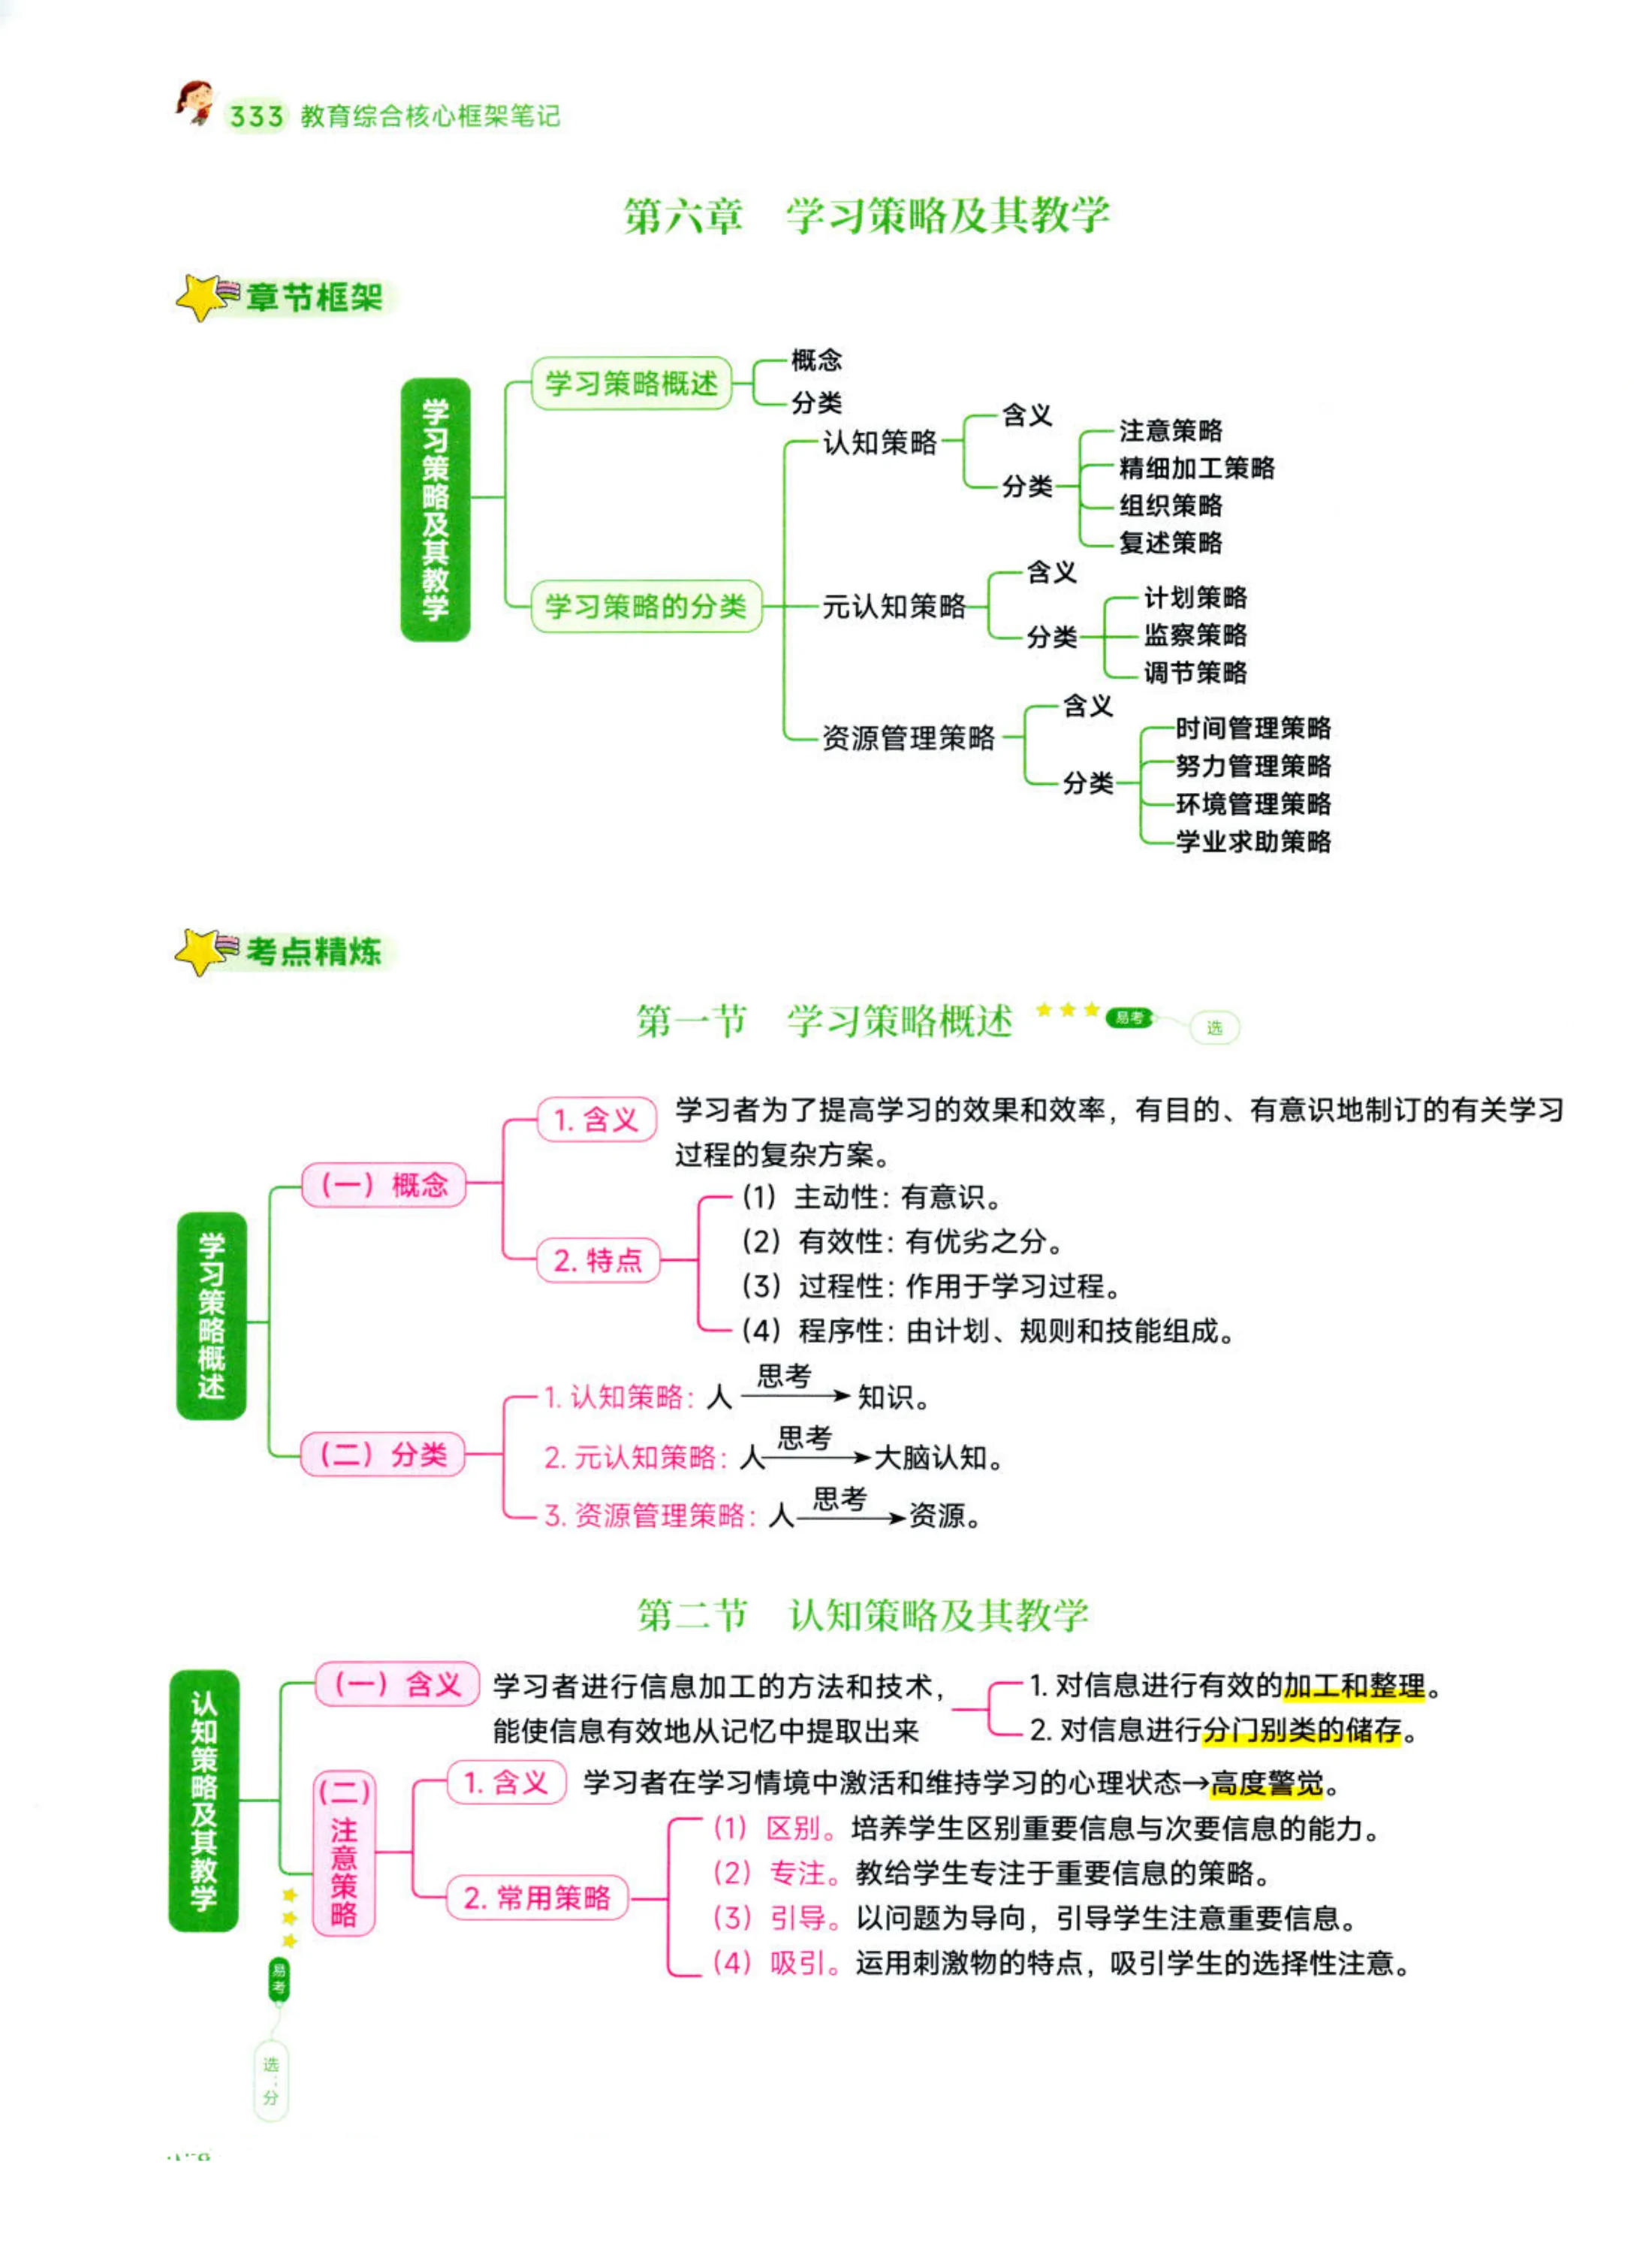 333 教育综合核心框架笔记
第六章 学习策略及其教学
章节框架
学习策略及其教学
学习策略概述
概念
分类
学习策略的分类
认知策略
含义
分类
注意策略
精细加工策略
组织策略
复述策略
元认知策略
含义
分类
计划策略
监察策略
调节策略
资源管理策略
含义
分类
时间管理策略
努力管理策略
环境管理策略
学业求助策略
考点精炼
第一节 学习策略概述 易考 选
学习策略概述
(一) 概念
1. 含义 学习者为了提高学习的效果和效率，有目的、有意识地制订的有关学习
过程的复杂方案。
2. 特点
(1) 主动性：有意识。
(2) 有效性：有优劣之分。
(3) 过程性：作用于学习过程。
(4) 程序性：由计划、规则和技能组成。
(二) 分类
1. 认知策略：人 思考→ 知识。
2. 元认知策略：人 思考→ 大脑认知。
3. 资源管理策略：人 思考→ 资源。
第二节 认知策略及其教学
认知策略及其教学
(一) 含义 学习者进行信息加工的方法和技术，
能使信息有效地从记忆中提取出来
1. 对信息进行有效的加工和整理。
2. 对信息进行分门别类的储存。
(二) 注意策略
1. 含义 学习者在学习情境中激活和维持学习的心理状态→高度警觉。
2. 常用策略
(1) 区别。培养学生区别重要信息与次要信息的能力。
(2) 专注。教给学生专注于重要信息的策略。
(3) 引导。以问题为导向，引导学生注意重要信息。
(4) 吸引。运用刺激物的特点，吸引学生的选择性注意。
易考
选：分